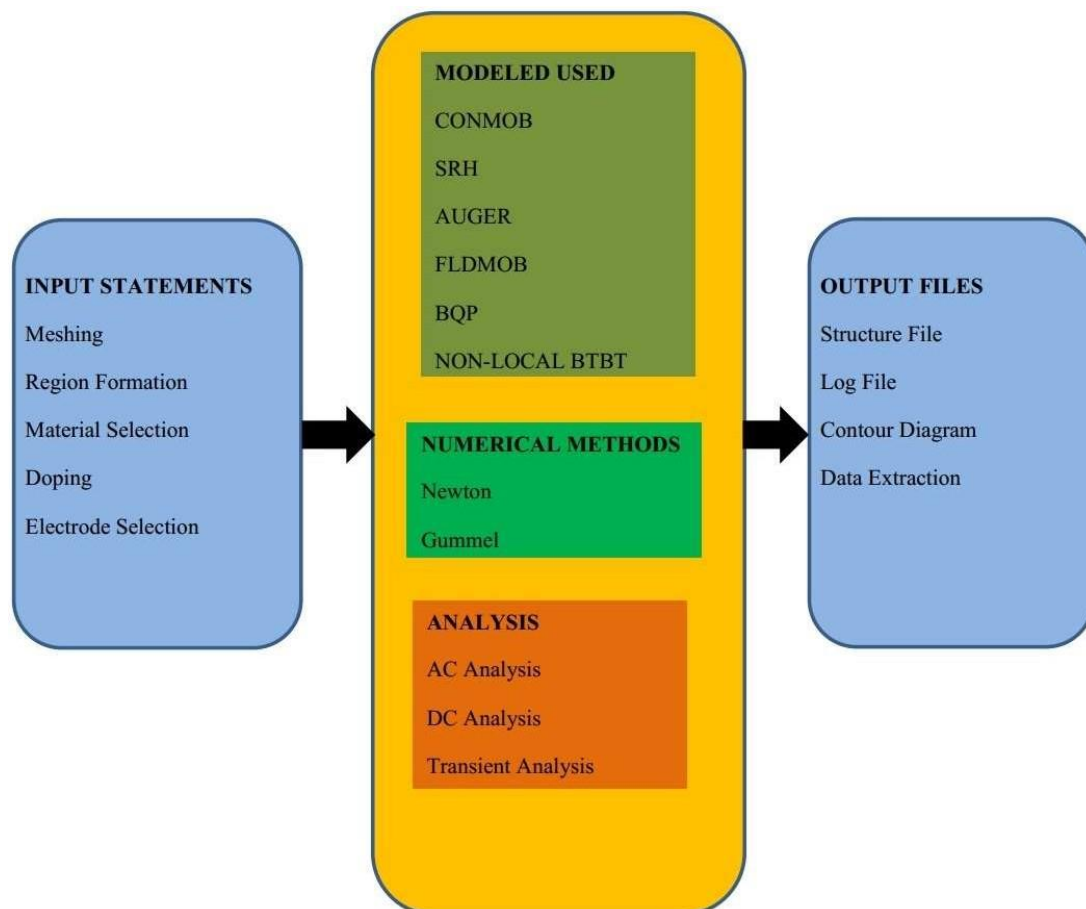 INPUT STATEMENTS
Meshing
Region Formation
Material Selection
Doping
Electrode Selection
MODELED USED
CONMOB
SRH
AUGER
FLDMOB
BQP
NON-LOCAL BTBT
NUMERICAL METHODS
Newton
Gummel
ANALYSIS
AC Analysis
DC Analysis
Transient Analysis
OUTPUT FILES
Structure File
Log File
Contour Diagram
Data Extraction